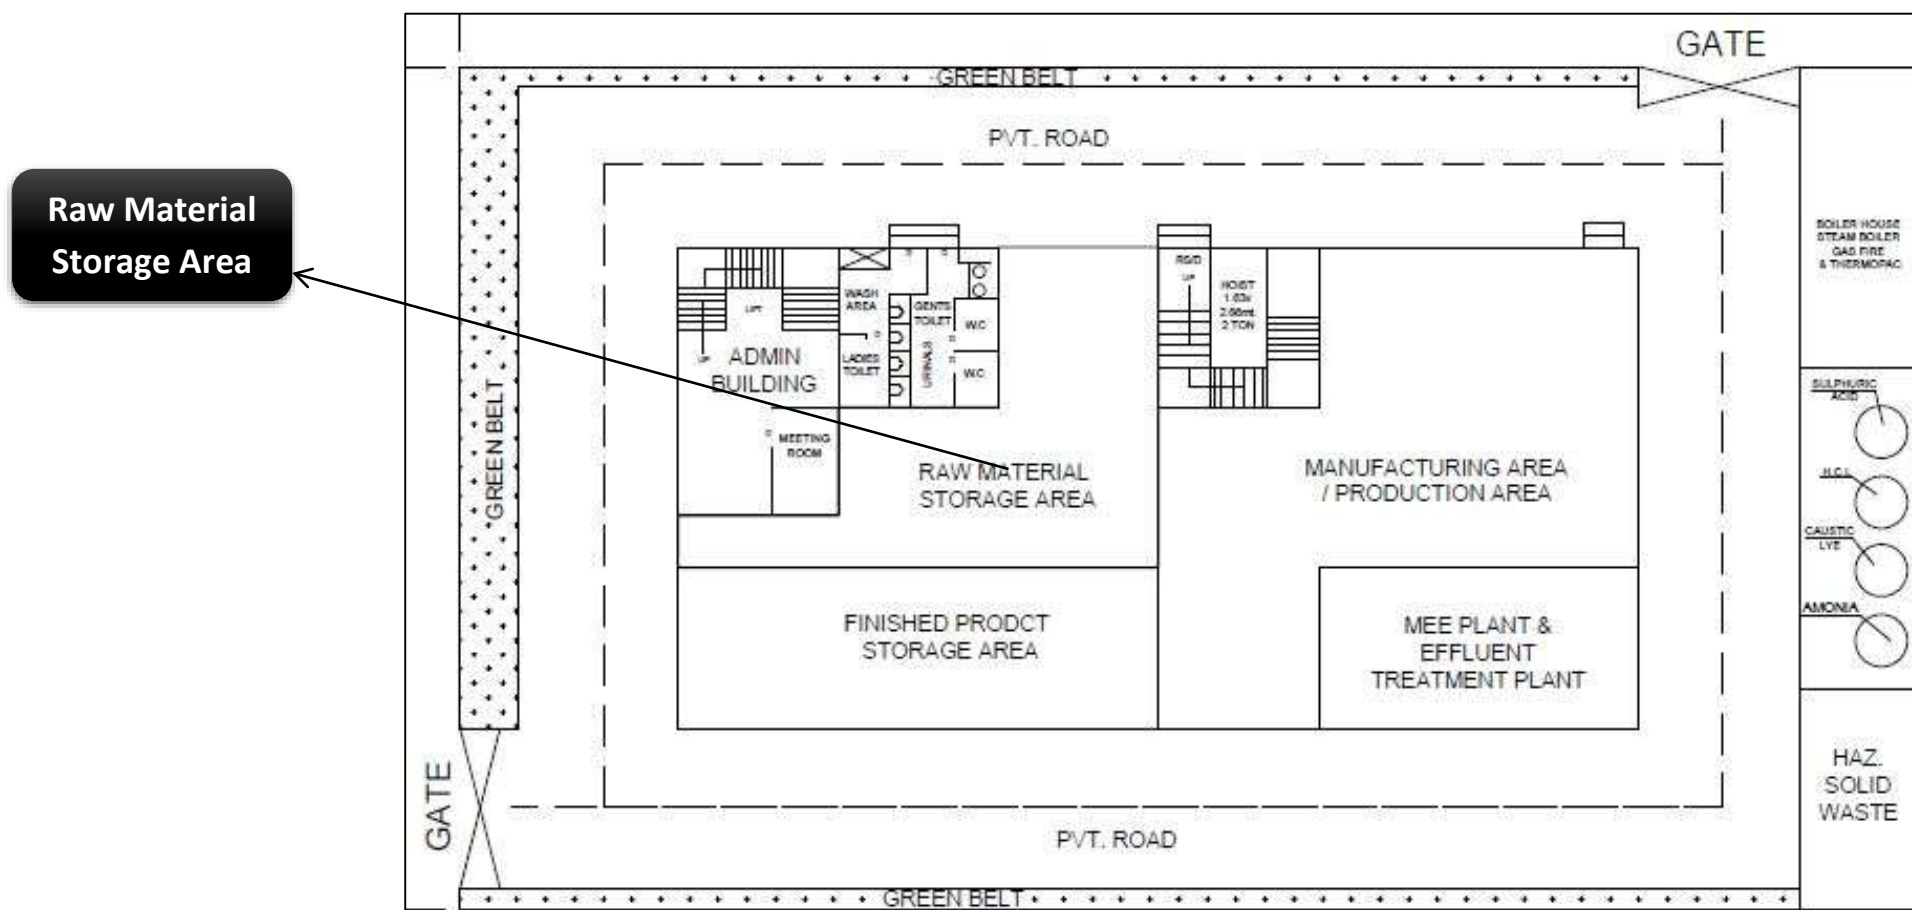 GATE
GREEN BELT
PVT. ROAD
Raw Material
Storage Area
BOILER HOUSE
STEAM BOILER
GAS FIRE
& THERMOPAC
UP
LIFT
ADMIN
BUILDING
WASH
AREA
LADIES
TOILET
GENTS
TOILET
URINALS
W.C
W.C
UP
HOIST
2 TON
MEETING
ROOM
RAW MATERIAL
STORAGE AREA
MANUFACTURING AREA
/ PRODUCTION AREA
SULPHURIC
ACID
H.C.L
CAUSTIC
LYE
AMONIA
GREEN BELT
FINISHED PRODCT
STORAGE AREA
MEE PLANT &
EFFLUENT
TREATMENT PLANT
HAZ.
SOLID
WASTE
GATE
PVT. ROAD
GREEN BELT